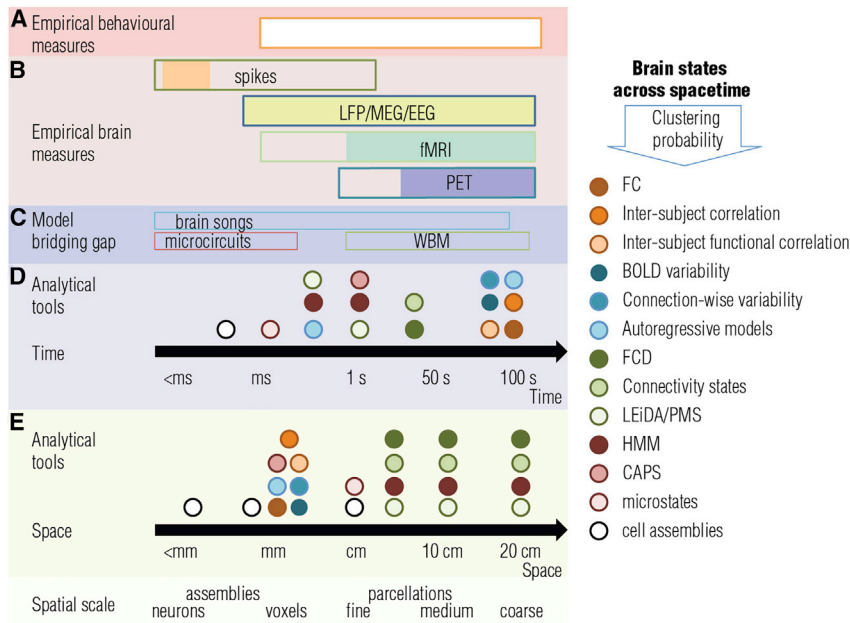 A
Empirical behavioural
measures
B
spikes
LFP/MEG/EEG
Empirical brain
measures
fMRI
PET
C
Model
bridging gap
brain songs
microcircuits
WBM
D
Analytical
tools
Time
<ms ms 1 s 50 s 100 s
Time
E
Analytical
tools
Space
<mm mm cm 10 cm 20 cm
Space
Spatial scale
assemblies parcellations
neurons voxels fine medium coarse
Brain states
across spacetime
Clustering
probability
FC
Inter-subject correlation
Inter-subject functional correlation
BOLD variability
Connection-wise variability
Autoregressive models
FCD
Connectivity states
LEiDA/PMS
HMM
CAPS
microstates
cell assemblies